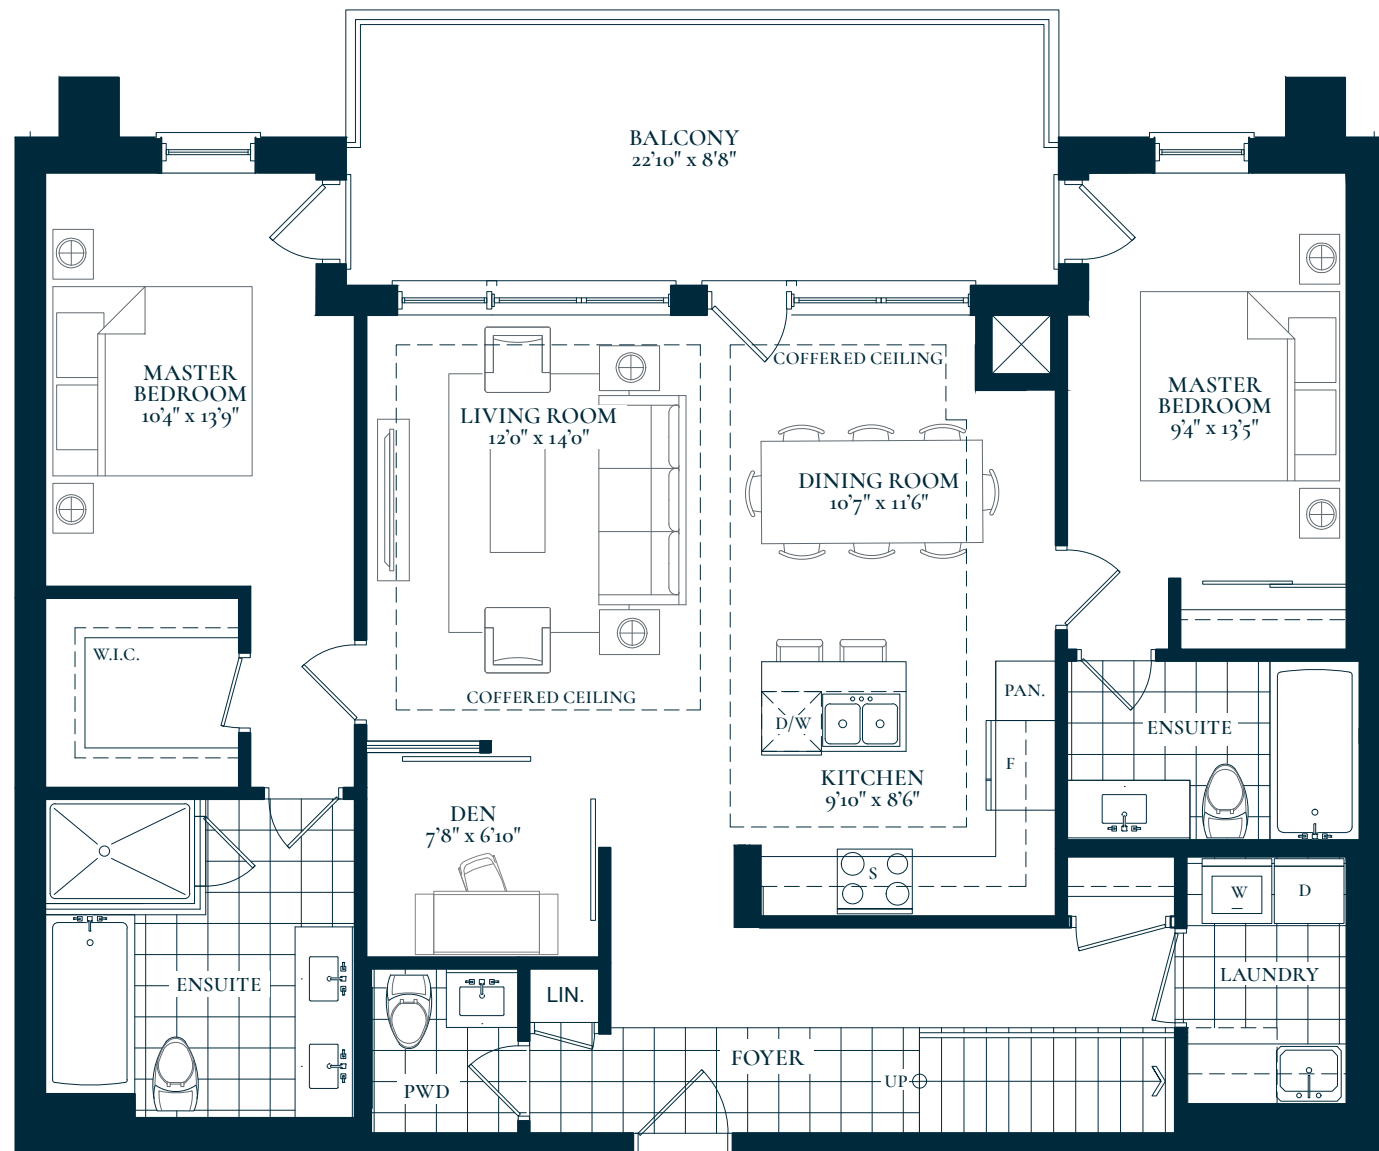 BALCONY
22'10" x 8'8"
COFFERED CEILING
MASTER
BEDROOM
10'4" x 13'9"
LIVING ROOM
12'0" x 14'0"
MASTER
BEDROOM
9'4" x 13'5"
DINING ROOM
10'7" x 11'6"
W.I.C.
COFFERED CEILING
PAN.
D/W
ENSUITE
F
KITCHEN
9'10" x 8'6"
DEN
7'8" x 6'10"
S
W
D
ENSUITE
LIN.
LAUNDRY
FOYER
UP
PWD